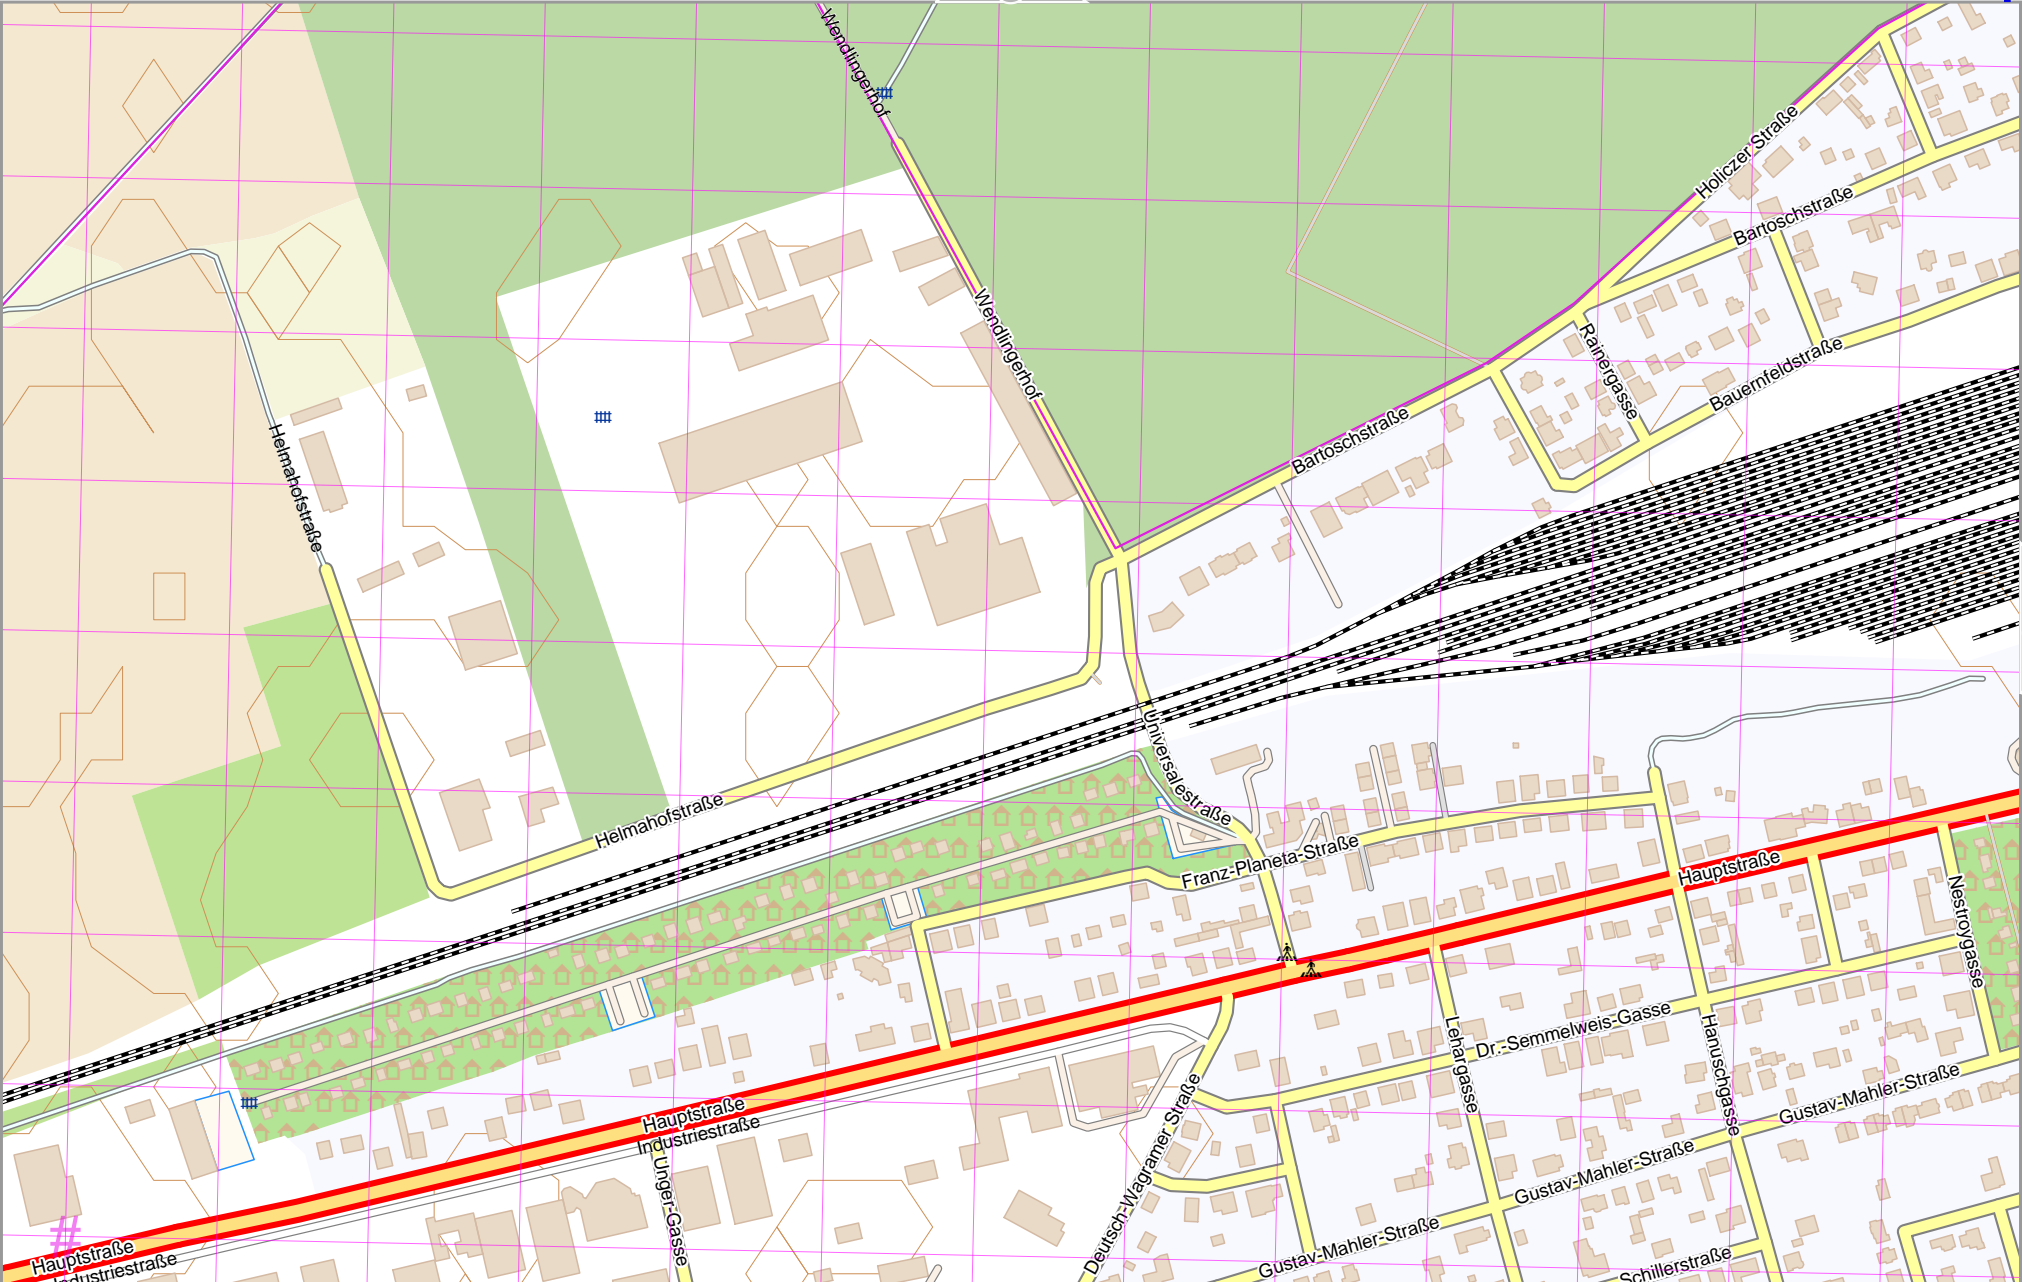 Wendlingerhof
Holiczer Straße
Bartoschstraße
Wendlingerhof
Rainergasse
Bauernfeldstraße
Bartoschstraße
Helmahofstraße
Universalestraße
Helmahofstraße
Franz-Planeta-Straße
Hauptstraße
Nestroygasse
Dr.-Semmelweis-Gasse
Lehargasse
Hanuschgasse
Gustav-Mahler-Straße
Hauptstraße
Industriestraße
Unger-Gasse
Deutsch-Wagramer Straße
Gustav-Mahler-Straße
Gustav-Mahler-Straße
Schillerstraße
Hauptstraße
Industriestraße